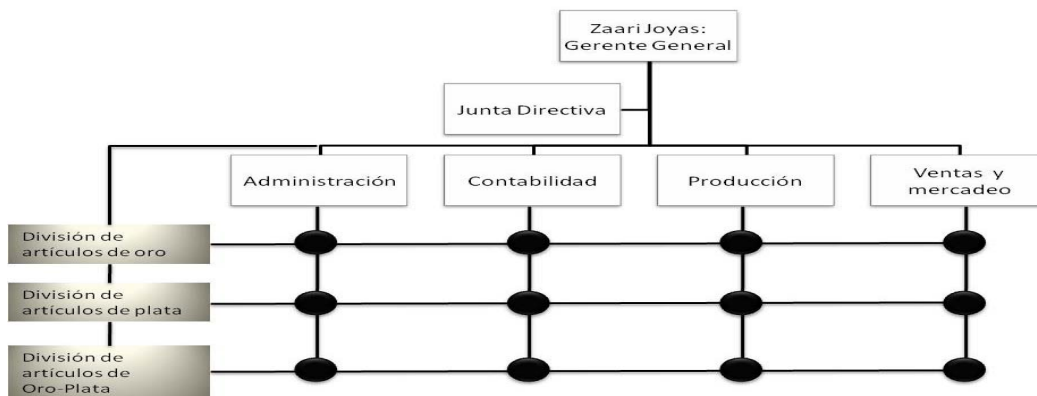 Zaari Joyas:
Gerente General
Junta Directiva
Administración
Contabilidad
Producción
Ventas y
mercadeo
División de
artículos de oro
División de
artículos de plata
División de
artículos de
Oro-Plata